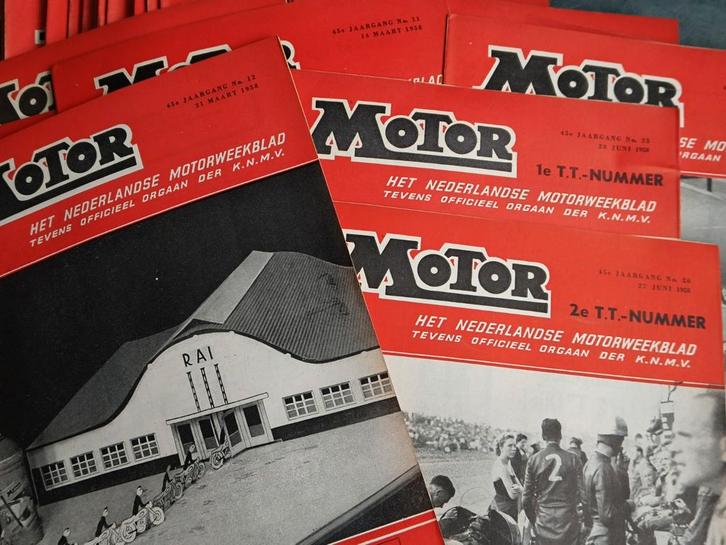 45e JAARGANG No. 11
14 MAART 1958
MOTOR
45e JAARGANG No. 12
21 MAART 1958
MOTOR
HET NEDERLANDSE MOTORWEEKBLAD
TEVENS OFFICIEEL ORGAAN DER K.N.M.V.
RAI
MOTOR
45e JAARGANG No. 25
20 JUNI 1958
1e T.T.-NUMMER
HET NEDERLANDSE MOTORWEEKBLAD
TEVENS OFFICIEEL ORGAAN DER K.N.M.V.
MOTOR
45e JAARGANG No. 26
27 JUNI 1958
2e T.T.-NUMMER
HET NEDERLANDSE MOTORWEEKBLAD
TEVENS OFFICIEEL ORGAAN DER K.N.M.V.
2
MOTOR